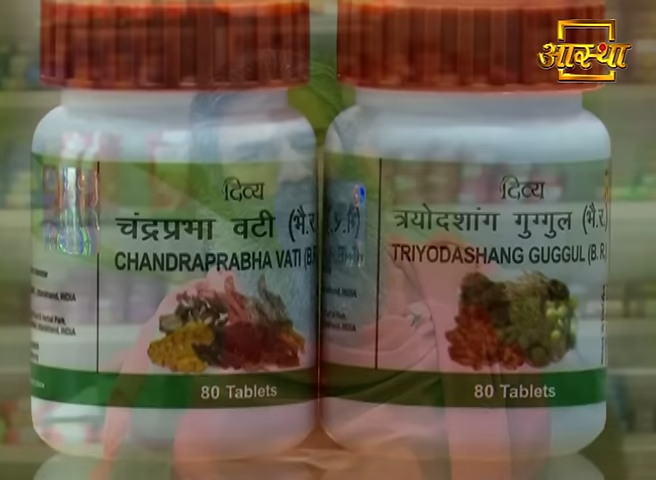 आस्था
दिव्य
चंद्रप्रभा वटी (भै.र.
CHANDRAPRABHA VATI (B
80 Tablets
दिव्य
त्रयोदशांग गुग्गुल (भै.र.)
TRIYODASHANG GUGGUL (B.R.
80 Tablets